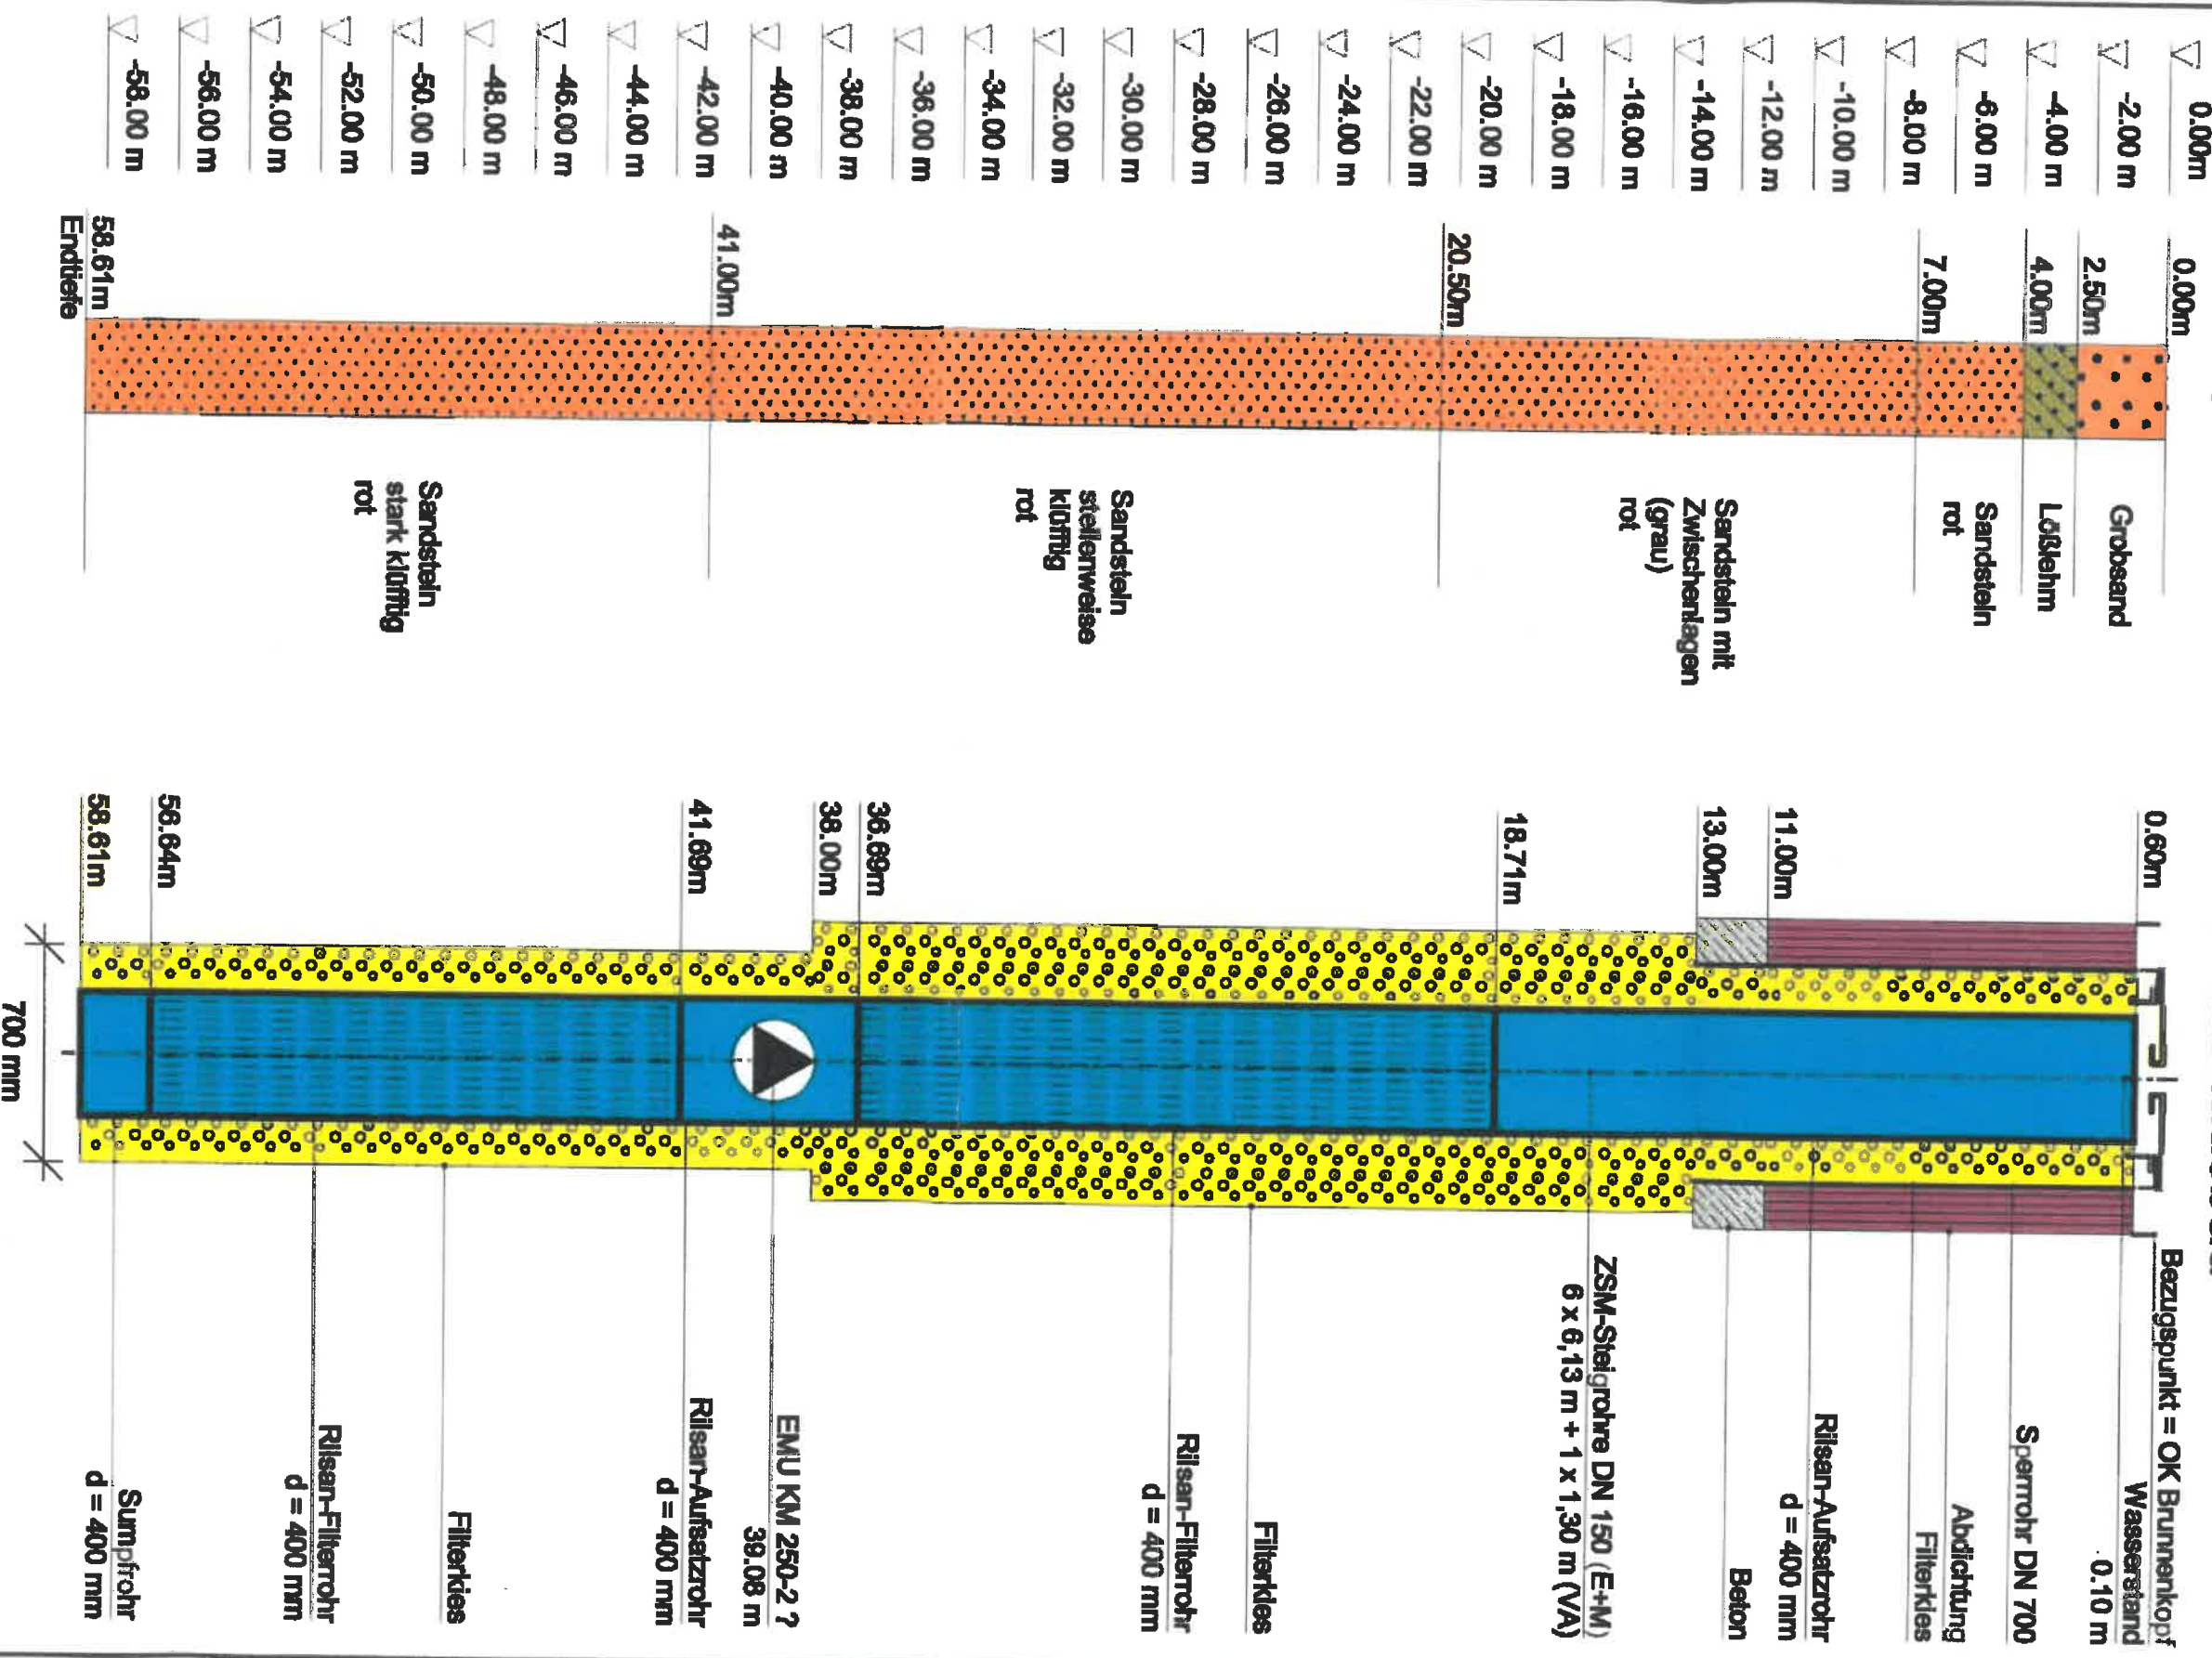 0.00m
-2.00 m
-4.00 m
-6.00 m
-8.00 m
-10.00 m
-12.00 m
-14.00 m
-16.00 m
-18.00 m
-20.00 m
-22.00 m
-24.00 m
-26.00 m
-28.00 m
-30.00 m
-32.00 m
-34.00 m
-36.00 m
-38.00 m
-40.00 m
-42.00 m
-44.00 m
-46.00 m
-48.00 m
-50.00 m
-52.00 m
-54.00 m
-56.00 m
-58.00 m
0.00m
2.50m
4.00m
7.00m
20.50m
41.00m
58.61m
Endtiefe
Grobsand
Lößlehm
Sandstein
rot
Sandstein mit
Zwischenlagen
(grau)
rot
Sandstein
stellenweise
klüfftig
rot
Sandstein
stark klüfftig
rot
0.60m
11.00m
13.00m
18.71m
36.69m
38.00m
41.69m
56.64m
58.61m
700 mm
Bezugspunkt = OK Brunnenkopf
Wasserstand
0.10 m
Sperrrohr DN 700
Abdichtung
Filterkies
Rilsan-Aufsatzrohr
d = 400 mm
Beton
ZSM-Steigrohre DN 150 (E+M)
6 x 6,13 m + 1 x 1,30 m (VA)
Filterkies
Rilsan-Filterrohr
d = 400 mm
EMU KM 250-2 ?
39.08 m
Rilsan-Aufsatzrohr
d = 400 mm
Filterkies
Rilsan-Filterrohr
d = 400 mm
Sumpfrohr
d = 400 mm